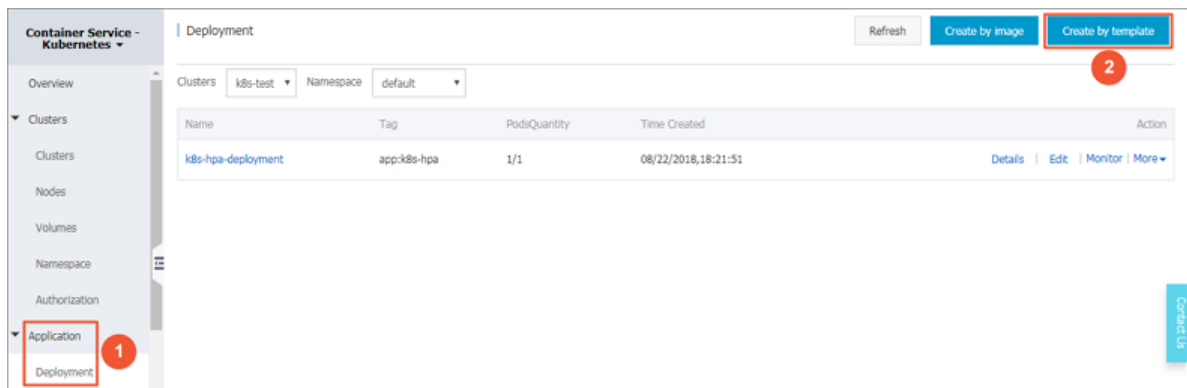 Container Service -
Kubernetes
Deployment
Refresh
Create by image
Create by template
2
Overview
Clusters k8s-test Namespace default
Clusters
Name Tag PodsQuantity Time Created Action
Clusters
k8s-hpa-deployment app:k8s-hpa 1/1 08/22/2018,18:21:51 Details | Edit | Monitor | More
Nodes
Volumes
Namespace
Authorization
Application
1
Deployment
Contact Us